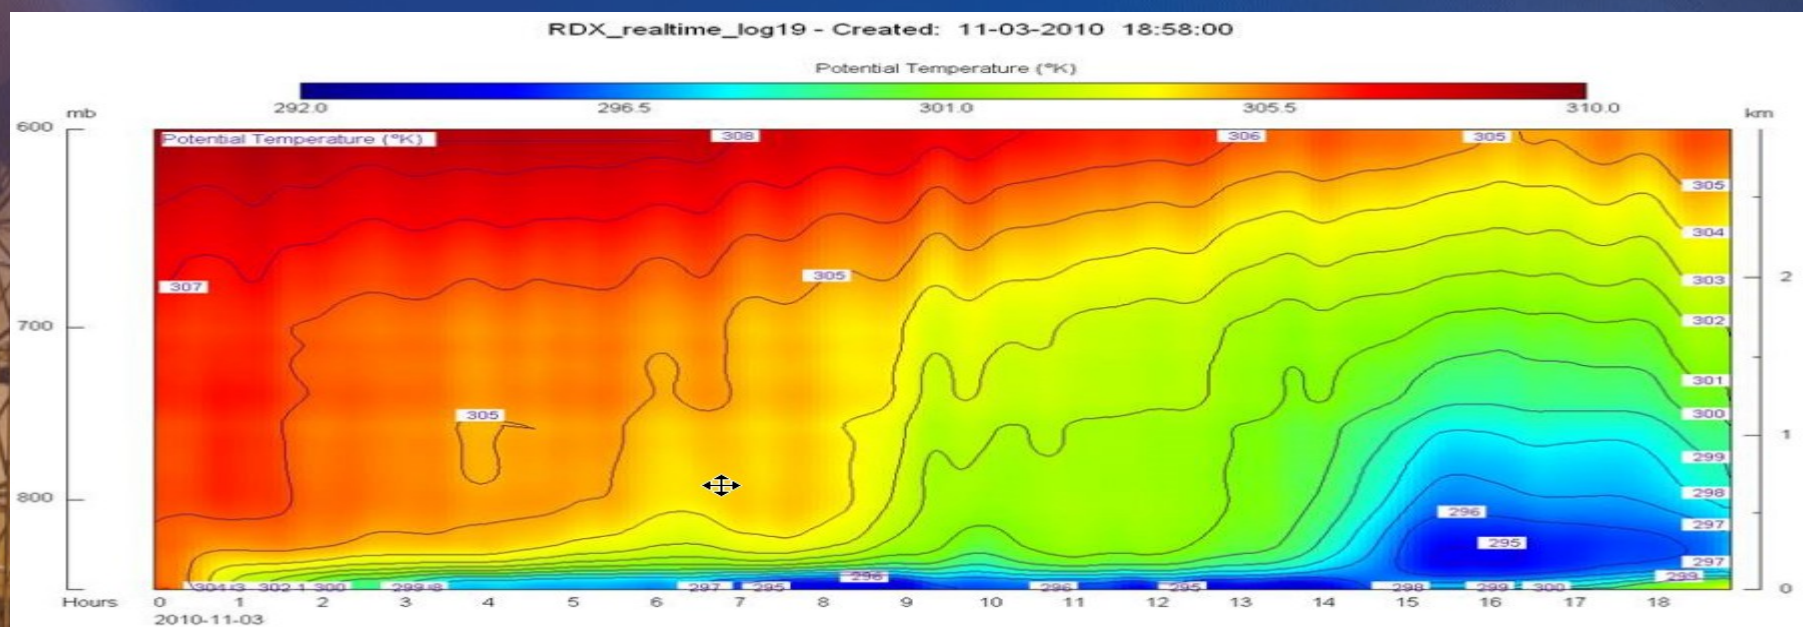 RDX_realtime_log19 - Created: 11-03-2010 18:58:00
Potential Temperature (°K)
292.0 296.5 301.0 305.5 310.0
mb km
600
Potential Temperature (°K) 308 306 305
305
304
305 303 2
307
700 302
301
305 300 1
299
800 298
296 297
295
297
296 299
304 302 300 299 297 295 296 295 298 299 300 0
Hours 0 1 2 3 4 5 6 7 8 9 10 11 12 13 14 15 16 17 18
2010-11-03